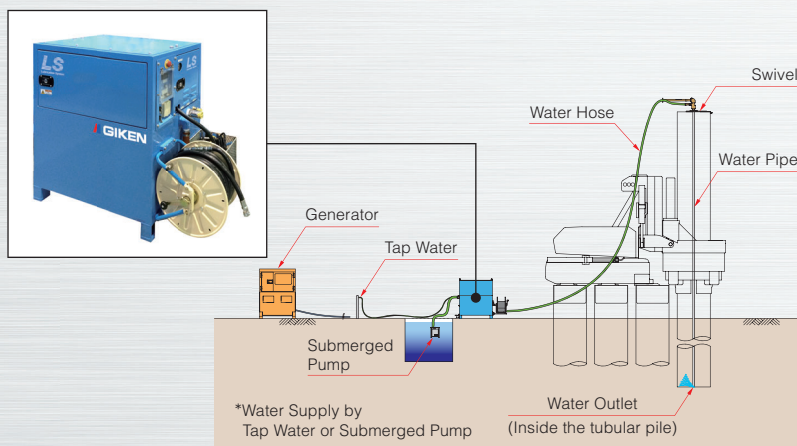 LS
LS
GIKEN
Swivel
Water Hose
Water Pipe
Generator
Tap Water
Submerged
Pump
Water Outlet
(Inside the tubular pile)
*Water Supply by
Tap Water or Submerged Pump